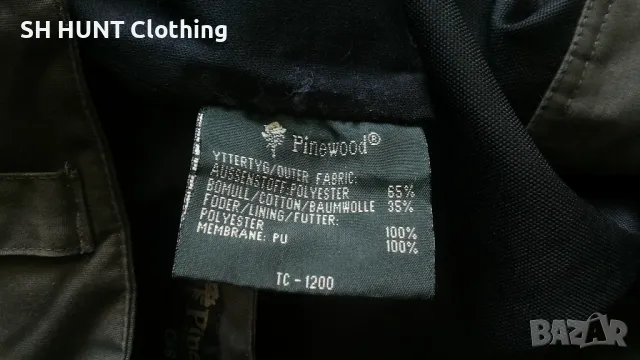 SH HUNT Clothing
Pinewood®
YTTERTYG/OUTER FABRIC:
AUSSENSTOFF:POLYESTER 65%
BOMULL/COTTON/BAUMWOLLE 35%
FODER/LINING/FUTTER:
POLYESTER 100%
MEMBRANE: PU 100%
TC-1200
BAZAR